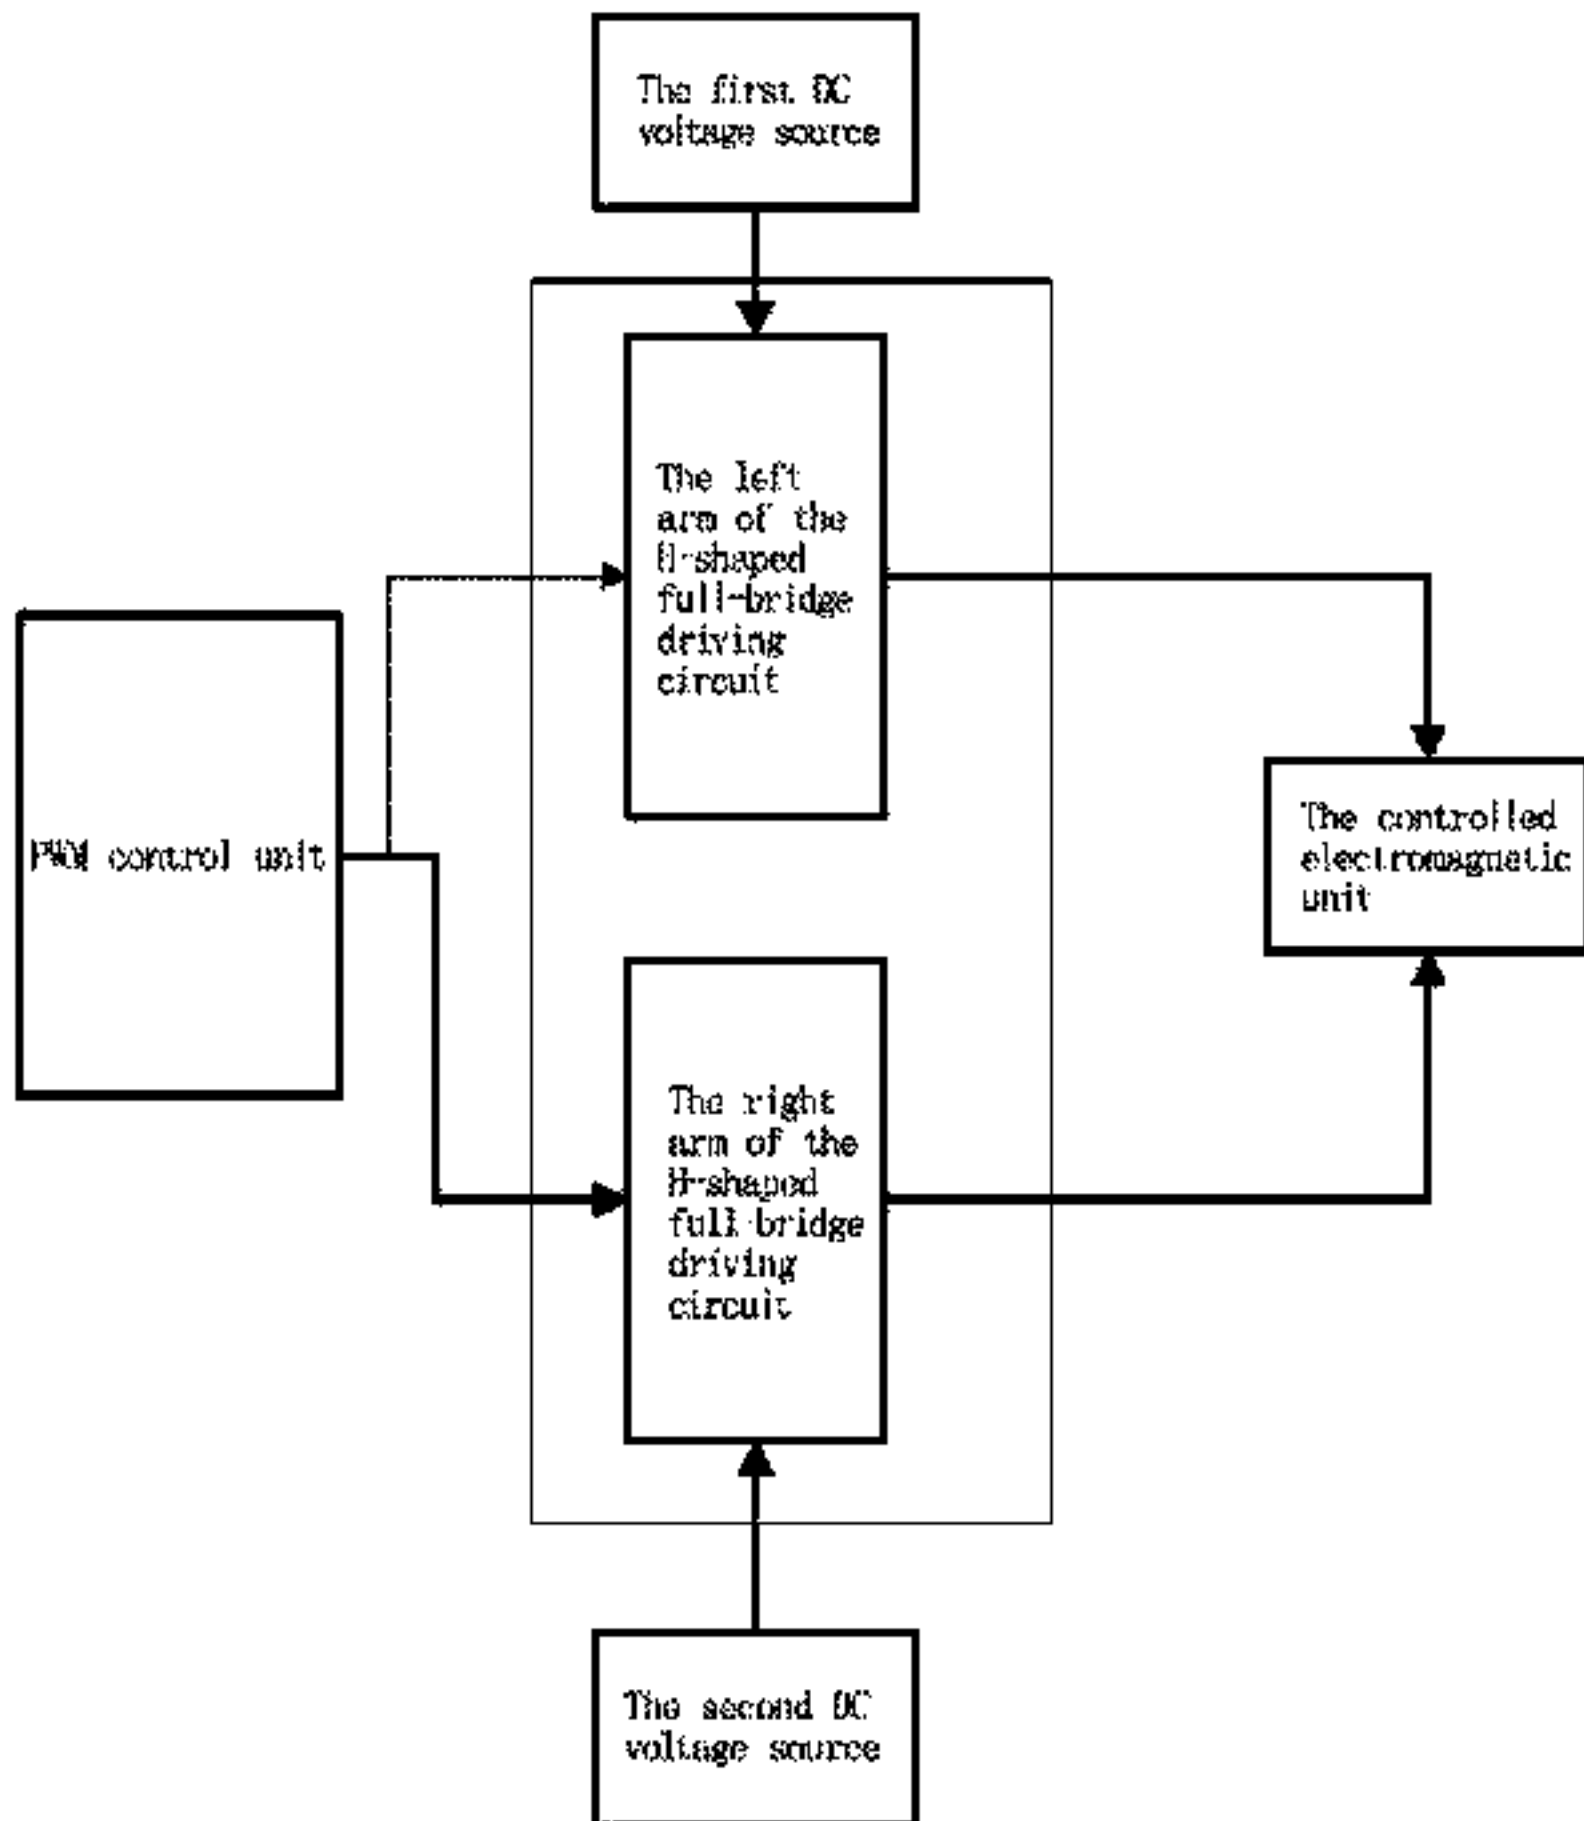 The first DC
voltage source
The left
arm of the
H-shaped
full-bridge
driving
circuit
PWM control unit
The controlled
electromagnetic
unit
The right
arm of the
H-shaped
full-bridge
driving
circuit
The second DC
voltage source